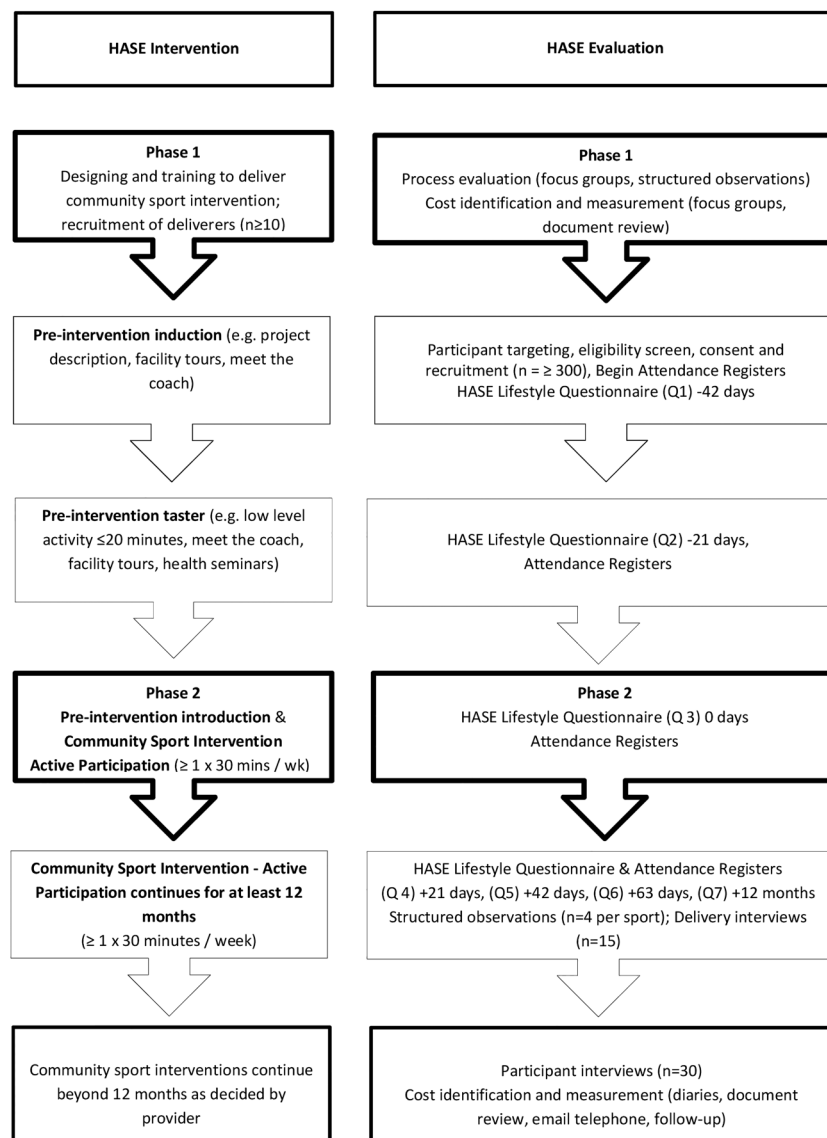 HASE Intervention
HASE Evaluation
Phase 1
Designing and training to deliver
community sport intervention;
recruitment of deliverers (n≥10)
Phase 1
Process evaluation (focus groups, structured observations)
Cost identification and measurement (focus groups,
document review)
Pre-intervention induction (e.g. project
description, facility tours, meet the
coach)
Participant targeting, eligibility screen, consent and
recruitment (n = ≥ 300), Begin Attendance Registers
HASE Lifestyle Questionnaire (Q1) -42 days
Pre-intervention taster (e.g. low level
activity ≤20 minutes, meet the coach,
facility tours, health seminars)
HASE Lifestyle Questionnaire (Q2) -21 days,
Attendance Registers
Phase 2
Pre-intervention introduction &
Community Sport Intervention
Active Participation (≥ 1 x 30 mins / wk)
Phase 2
HASE Lifestyle Questionnaire (Q 3) 0 days
Attendance Registers
Community Sport Intervention - Active
Participation continues for at least 12
months
(≥ 1 x 30 minutes / week)
HASE Lifestyle Questionnaire & Attendance Registers
(Q 4) +21 days, (Q5) +42 days, (Q6) +63 days, (Q7) +12 months
Structured observations (n=4 per sport); Delivery interviews
(n=15)
Community sport interventions continue
beyond 12 months as decided by
provider
Participant interviews (n=30)
Cost identification and measurement (diaries, document
review, email telephone, follow-up)